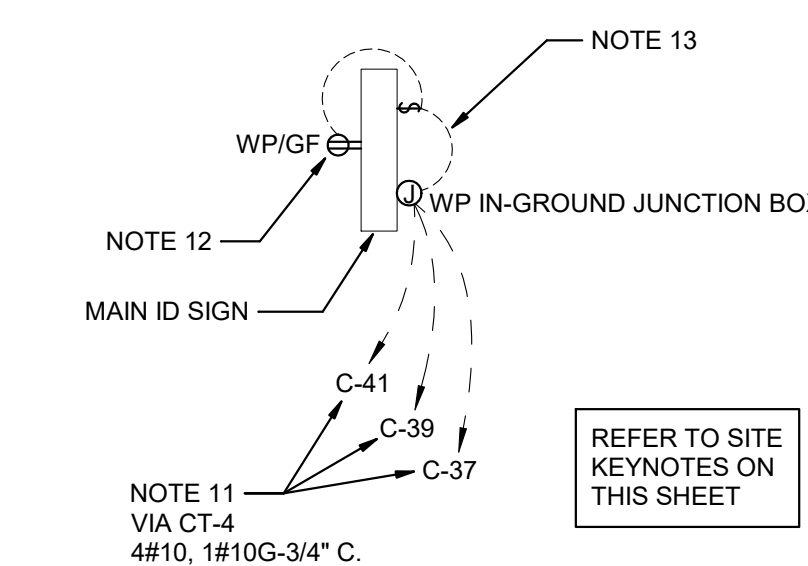 NOTE 13
WP/GF
S
J
WP IN-GROUND JUNCTION BO
NOTE 12
MAIN ID SIGN
C-41
C-39
C-37
NOTE 11
VIA CT-4
4#10, 1#10G-3/4" C.
REFER TO SITE
KEYNOTES ON
THIS SHEET